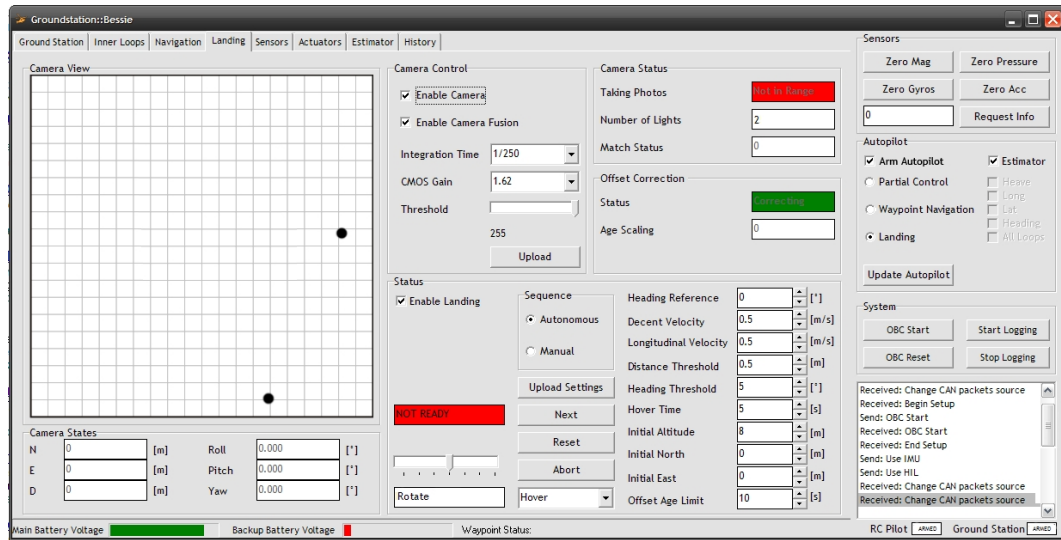 Groundstation::Bessie
Ground Station Inner Loops Navigation Landing Sensors Actuators Estimator History
Camera View
Camera States
N 0 [m] Roll 0.000 [°]
E 0 [m] Pitch 0.000 [°]
D 0 [m] Yaw 0.000 [°]
Camera Control
Enable Camera
Enable Camera Fusion
Integration Time 1/250
CMOS Gain 1.62
Threshold
255
Upload
Camera Status
Taking Photos Not in Range
Number of Lights 2
Match Status 0
Offset Correction
Status Correcting
Age Scaling 0
Status
Enable Landing
NOT READY
Rotate
Sequence
Autonomous
Manual
Upload Settings
Next
Reset
Abort
Hover
Heading Reference 0 [°]
Decent Velocity 0.5 [m/s]
Longitudinal Velocity 0.5 [m/s]
Distance Threshold 0.5 [m]
Heading Threshold 5 [°]
Hover Time 5 [s]
Initial Altitude 8 [m]
Initial North 0 [m]
Initial East 0 [m]
Offset Age Limit 10 [s]
Sensors
Zero Mag Zero Pressure
Zero Gyros Zero Acc
0 Request Info
Autopilot
Arm Autopilot Estimator
Partial Control Heave
Long
Waypoint Navigation Lat
Heading
Landing All Loops
Update Autopilot
System
OBC Start Start Logging
OBC Reset Stop Logging
Received: Change CAN packets source
Received: Begin Setup
Send: OBC Start
Received: OBC Start
Received: End Setup
Send: Use IMU
Send: Use HIL
Received: Change CAN packets source
Received: Change CAN packets source
Main Battery Voltage Backup Battery Voltage Waypoint Status: RC Pilot ARMED Ground Station ARMED